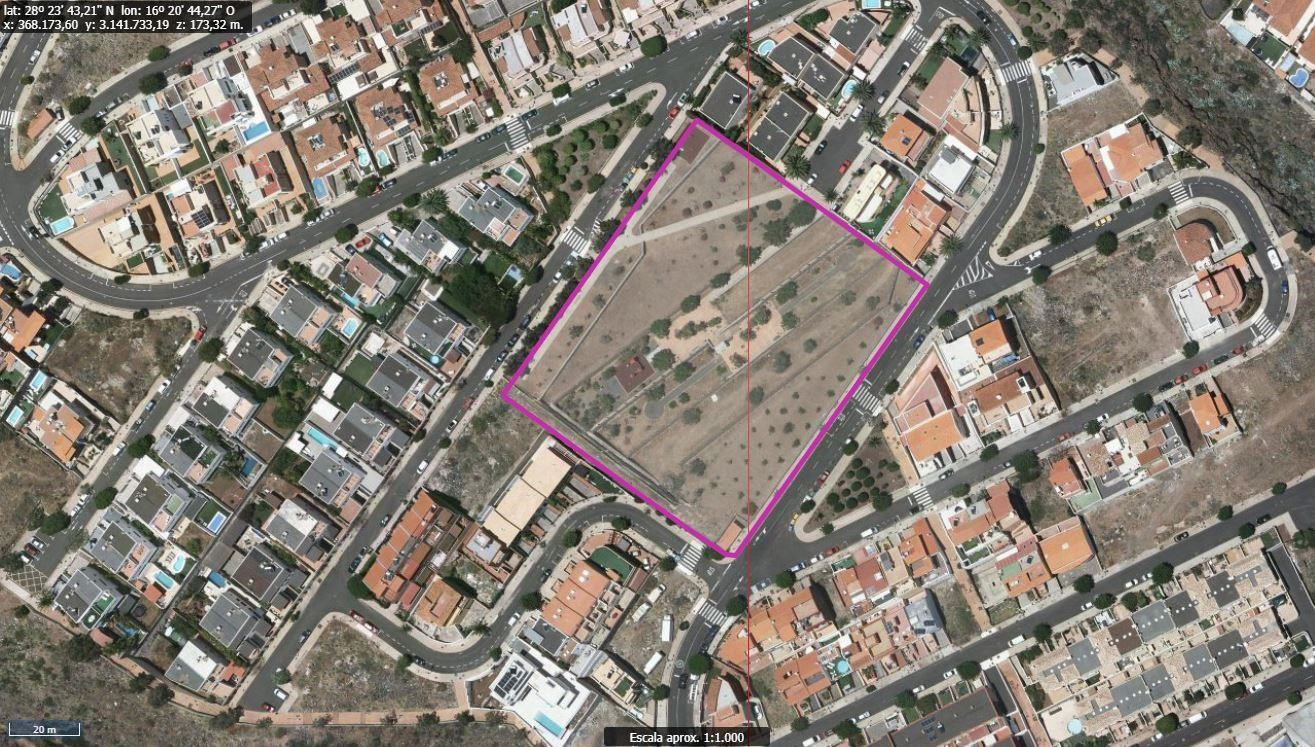 lat: 28º 23' 43,21" N  lon: 16º 20' 44,27" O
x: 368.173,60  y: 3.141.733,19  z: 173,32 m.
20 m
Escala aprox. 1:1.000